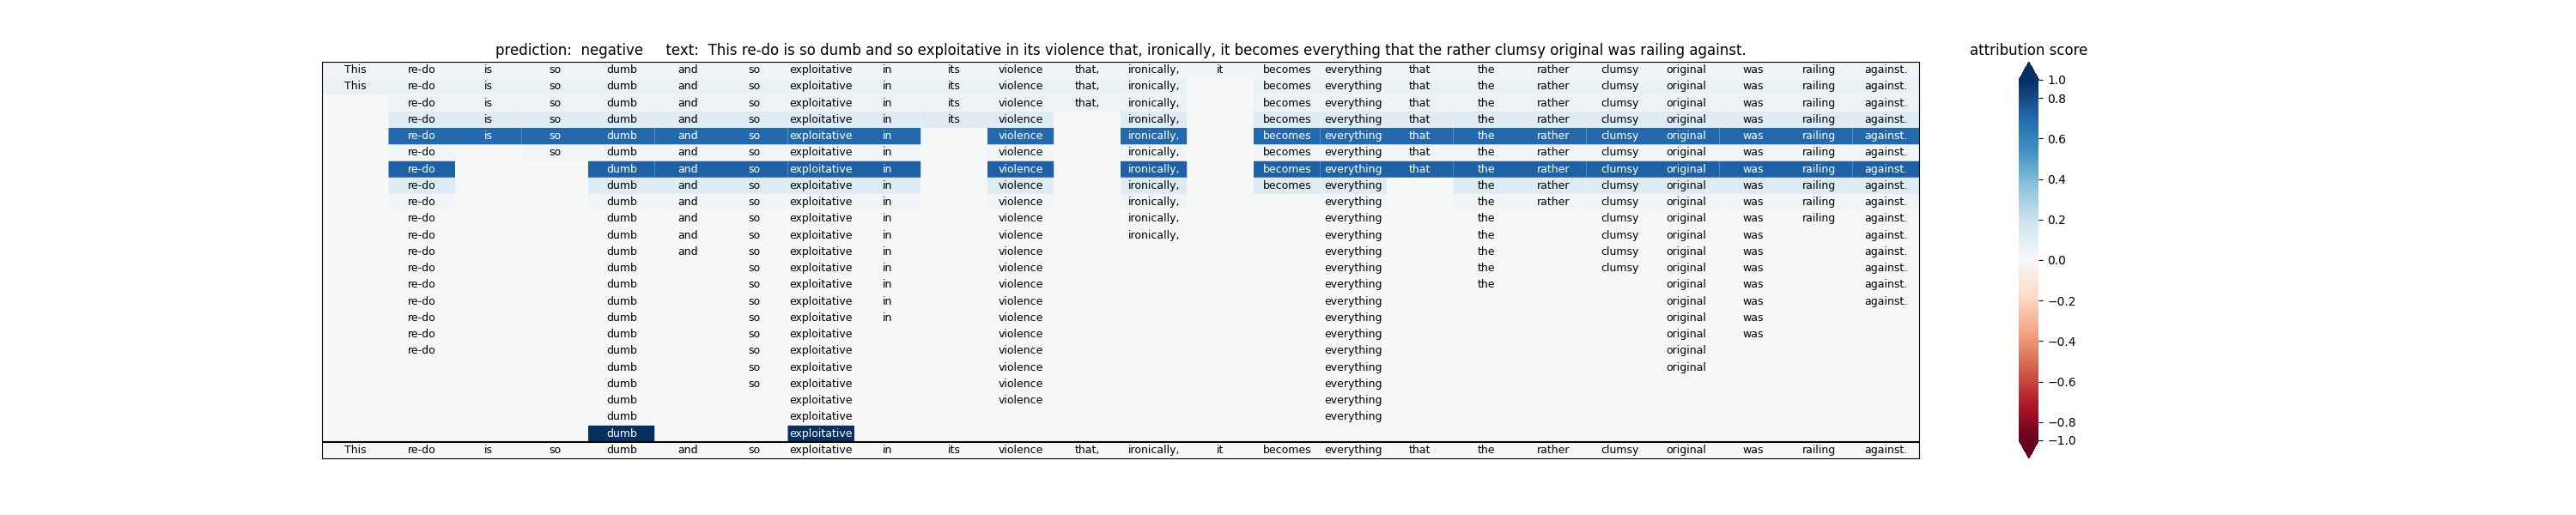 prediction: negative text: This re-do is so dumb and so exploitative in its violence that, ironically, it becomes everything that the rather clumsy original was railing against.
attribution score
This re-do is so dumb and so exploitative in its violence that, ironically, it becomes everything that the rather clumsy original was railing against.
This re-do is so dumb and so exploitative in its violence that, ironically, becomes everything that the rather clumsy original was railing against.
re-do is so dumb and so exploitative in its violence that, ironically, becomes everything that the rather clumsy original was railing against.
re-do is so dumb and so exploitative in its violence ironically, becomes everything that the rather clumsy original was railing against.
re-do is so dumb and so exploitative in violence ironically, becomes everything that the rather clumsy original was railing against.
re-do so dumb and so exploitative in violence ironically, becomes everything that the rather clumsy original was railing against.
re-do dumb and so exploitative in violence ironically, becomes everything that the rather clumsy original was railing against.
re-do dumb and so exploitative in violence ironically, becomes everything the rather clumsy original was railing against.
re-do dumb and so exploitative in violence ironically, everything the rather clumsy original was railing against.
re-do dumb and so exploitative in violence ironically, everything the clumsy original was railing against.
re-do dumb and so exploitative in violence ironically, everything the clumsy original was against.
re-do dumb and so exploitative in violence everything the clumsy original was against.
re-do dumb so exploitative in violence everything the clumsy original was against.
re-do dumb so exploitative in violence everything the original was against.
re-do dumb so exploitative in violence everything original was against.
re-do dumb so exploitative in violence everything original was
re-do dumb so exploitative violence everything original was
re-do dumb so exploitative violence everything original
dumb so exploitative violence everything original
dumb so exploitative violence everything
dumb exploitative violence everything
dumb exploitative everything
dumb exploitative
This re-do is so dumb and so exploitative in its violence that, ironically, it becomes everything that the rather clumsy original was railing against.
1.0
0.8
0.6
0.4
0.2
0.0
−0.2
−0.4
−0.6
−0.8
−1.0